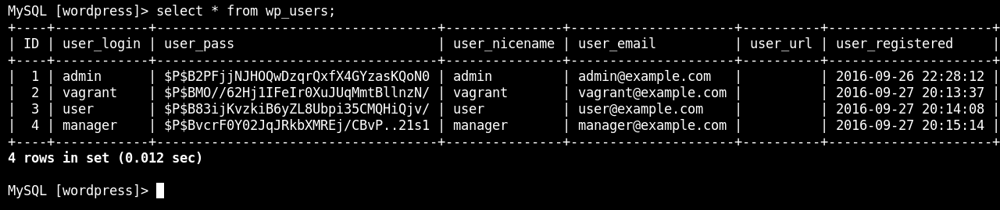 MySQL [wordpress]> select * from wp_users;
+----+------------+------------------------------------+---------------+---------------------+----------+---------------------+
| ID | user_login | user_pass                          | user_nicename | user_email          | user_url | user_registered     |
+----+------------+------------------------------------+---------------+---------------------+----------+---------------------+
|  1 | admin      | $P$B2PFjjNJHOQwDzqrQxfX4GYzasKQoN0 | admin         | admin@example.com   |          | 2016-09-26 22:28:12 |
|  2 | vagrant    | $P$BMO//62Hj1IFeIr0XuJUqMmtBllnzN/ | vagrant       | vagrant@example.com |          | 2016-09-27 20:13:37 |
|  3 | user       | $P$B83ijKvzkiB6yZL8Ubpi35CMQHiQjv/ | user          | user@example.com    |          | 2016-09-27 20:14:08 |
|  4 | manager    | $P$BvcrF0Y02JqJRkbXMREj/CBvP..21s1 | manager       | manager@example.com |          | 2016-09-27 20:15:14 |
+----+------------+------------------------------------+---------------+---------------------+----------+---------------------+
4 rows in set (0.012 sec)
MySQL [wordpress]>